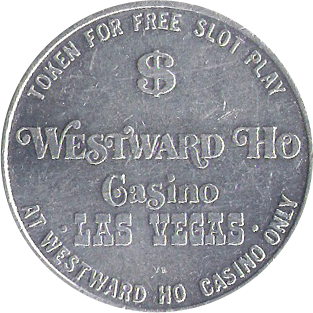 TOKEN FOR FREE SLOT PLAY
$
WESTWARD HO
Casino
· LAS VEGAS ·
AT WESTWARD HO CASINO ONLY